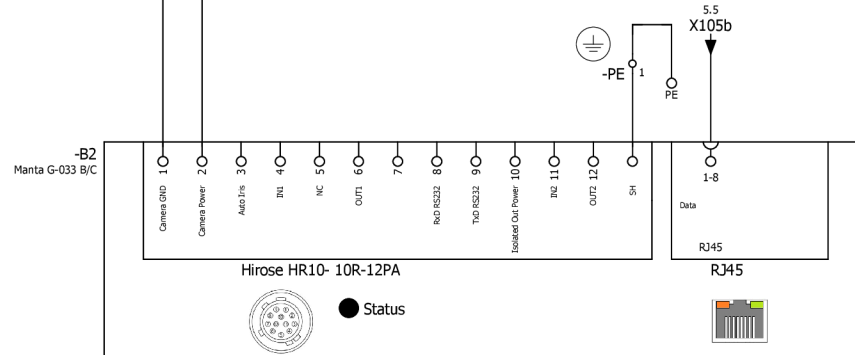 5.5
X105b
-PE
1
PE
-B2
Manta G-033 B/C
1
2
3
4
5
6
7
8
9
10
11
12
Camera GND
Camera Power
Auto Iris
IN1
NC
OUT1
RxD RS232
TxD RS232
Isolated Out Power
IN2
OUT2
SH
1-8
Data
RJ45
Hirose HR10- 10R-12PA
RJ45
Status